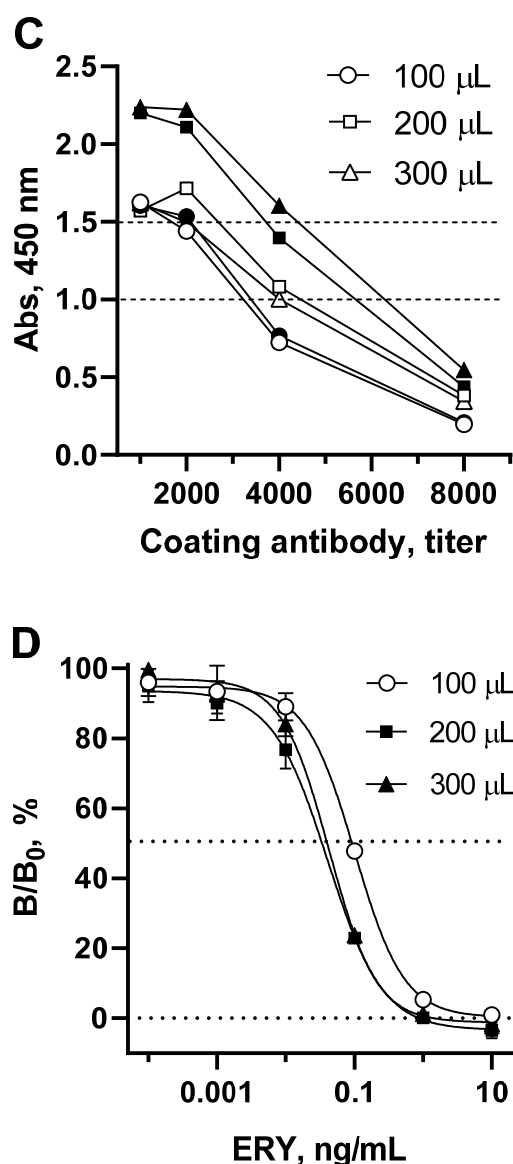 C
2.5
2.0
1.5
1.0
0.5
0.0
Abs, 450 nm
100 μL
200 μL
300 μL
2000 4000 6000 8000
Coating antibody, titer
D
100
80
60
40
20
0
B/B₀, %
100 μL
200 μL
300 μL
0.001 0.1 10
ERY, ng/mL